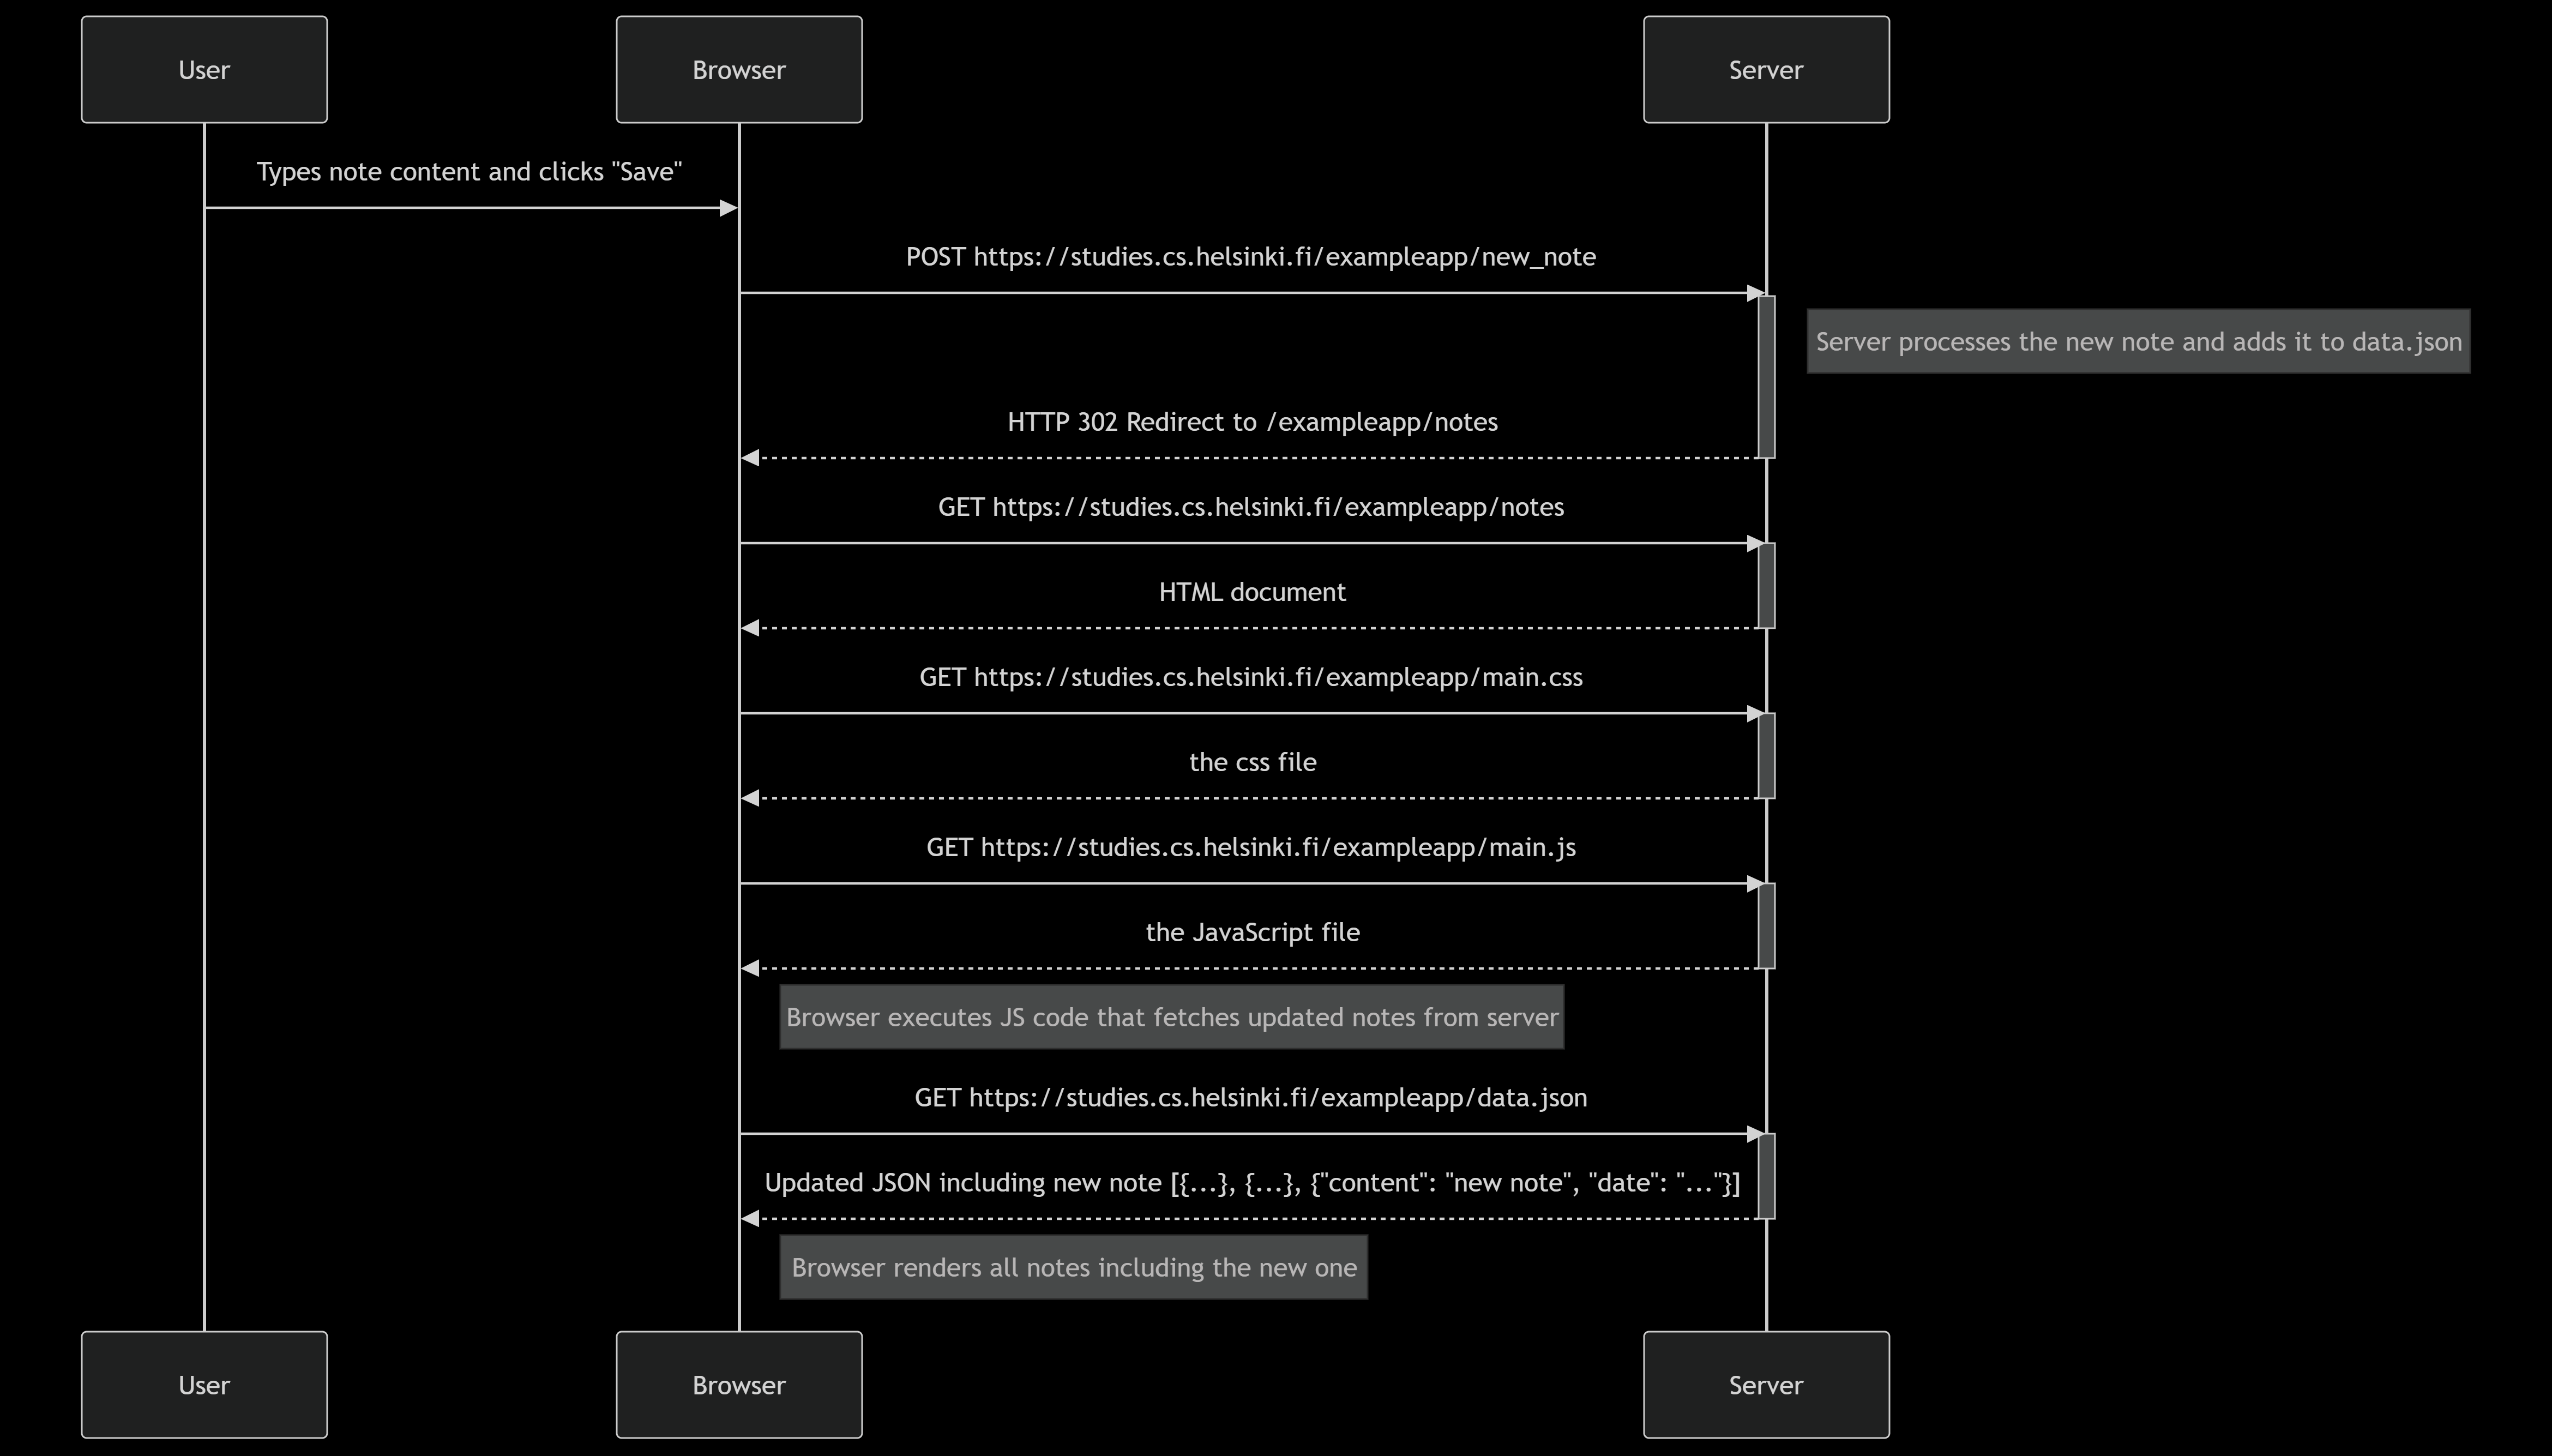 User
Browser
Server
Types note content and clicks "Save"
POST https://studies.cs.helsinki.fi/exampleapp/new_note
Server processes the new note and adds it to data.json
HTTP 302 Redirect to /exampleapp/notes
GET https://studies.cs.helsinki.fi/exampleapp/notes
HTML document
GET https://studies.cs.helsinki.fi/exampleapp/main.css
the css file
GET https://studies.cs.helsinki.fi/exampleapp/main.js
the JavaScript file
Browser executes JS code that fetches updated notes from server
GET https://studies.cs.helsinki.fi/exampleapp/data.json
Updated JSON including new note [{...}, {...}, {"content": "new note", "date": "..."}]
Browser renders all notes including the new one
User
Browser
Server